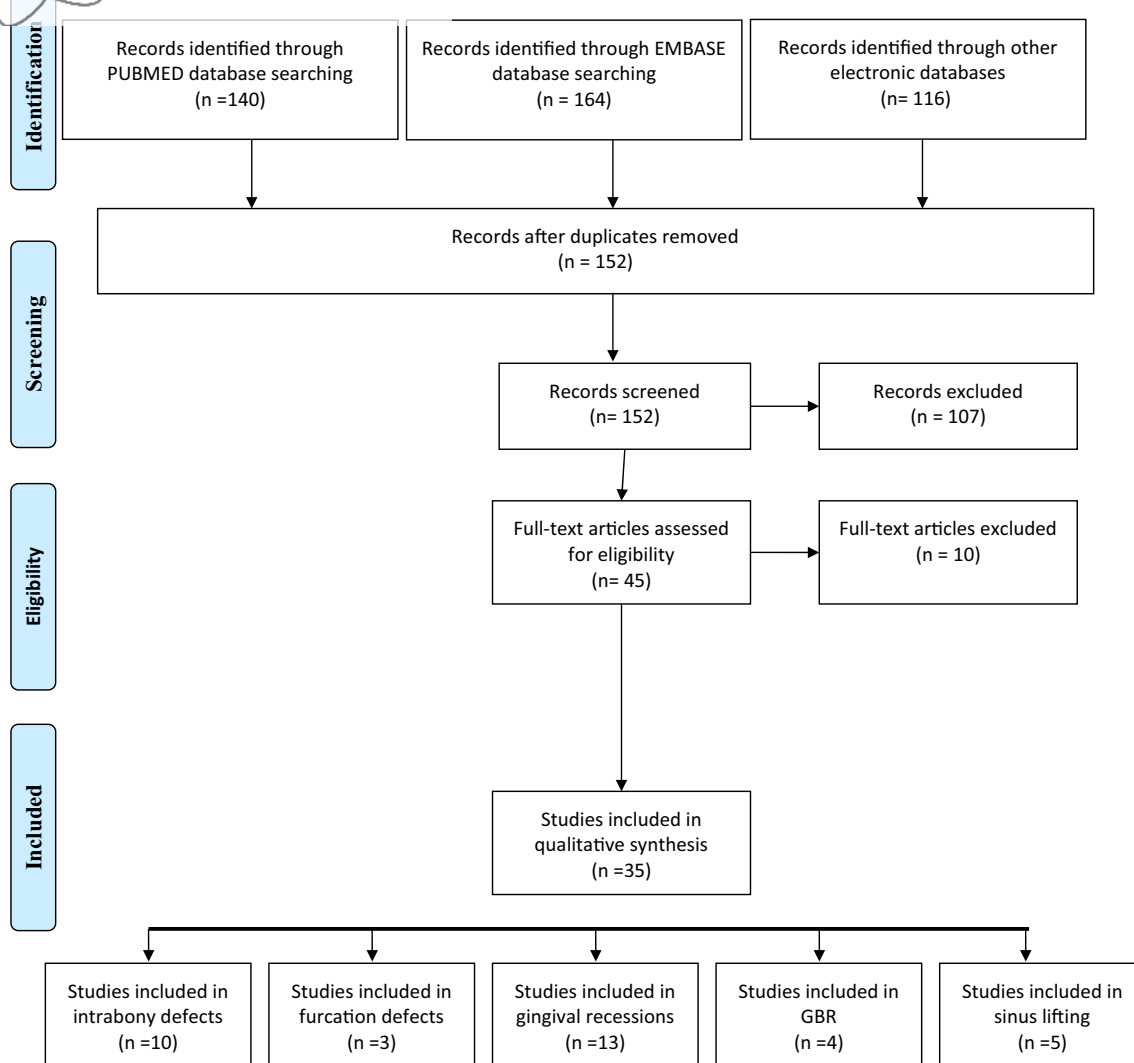 Identification
Records identified through
PUBMED database searching
(n =140)
Records identified through EMBASE
database searching
(n = 164)
Records identified through other
electronic databases
(n= 116)
Records after duplicates removed
(n = 152)
Screening
Records screened
(n= 152)
Records excluded
(n = 107)
Eligibility
Full-text articles assessed
for eligibility
(n= 45)
Full-text articles excluded
(n = 10)
Included
Studies included in
qualitative synthesis
(n =35)
Studies included in
intrabony defects
(n =10)
Studies included in
furcation defects
(n =3)
Studies included in
gingival recessions
(n =13)
Studies included in
GBR
(n =4)
Studies included in
sinus lifting
(n =5)